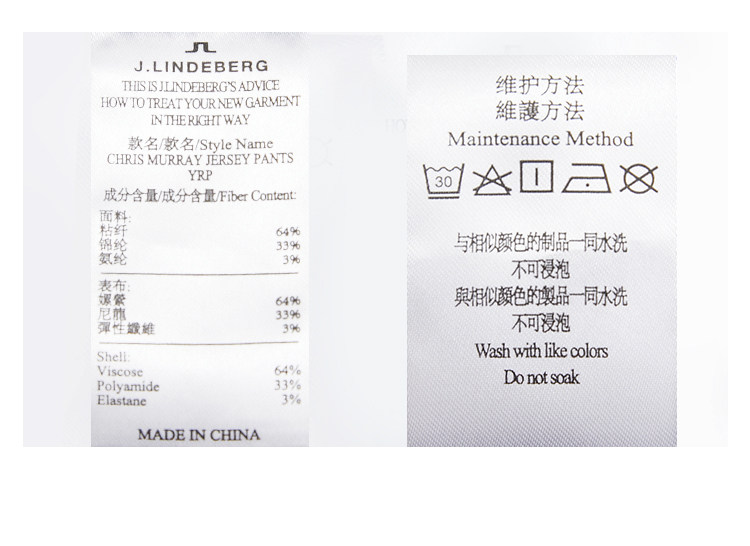 J.LINDEBERG
THIS IS J.LINDEBERG'S ADVICE
HOW TO TREAT YOUR NEW GARMENT
IN THE RIGHT WAY
款名/款名/Style Name
CHRIS MURRAY JERSEY PANTS
YRP
成分含量/成分含量/Fiber Content:
面料:
粘纤 64%
锦纶 33%
氨纶 3%
表布:
嫘縈 64%
尼龍 33%
彈性纖維 3%
Shell:
Viscose 64%
Polyamide 33%
Elastane 3%
MADE IN CHINA
维护方法
維護方法
Maintenance Method
30
与相似颜色的制品一同水洗
不可浸泡
與相似顏色的製品一同水洗
不可浸泡
Wash with like colors
Do not soak